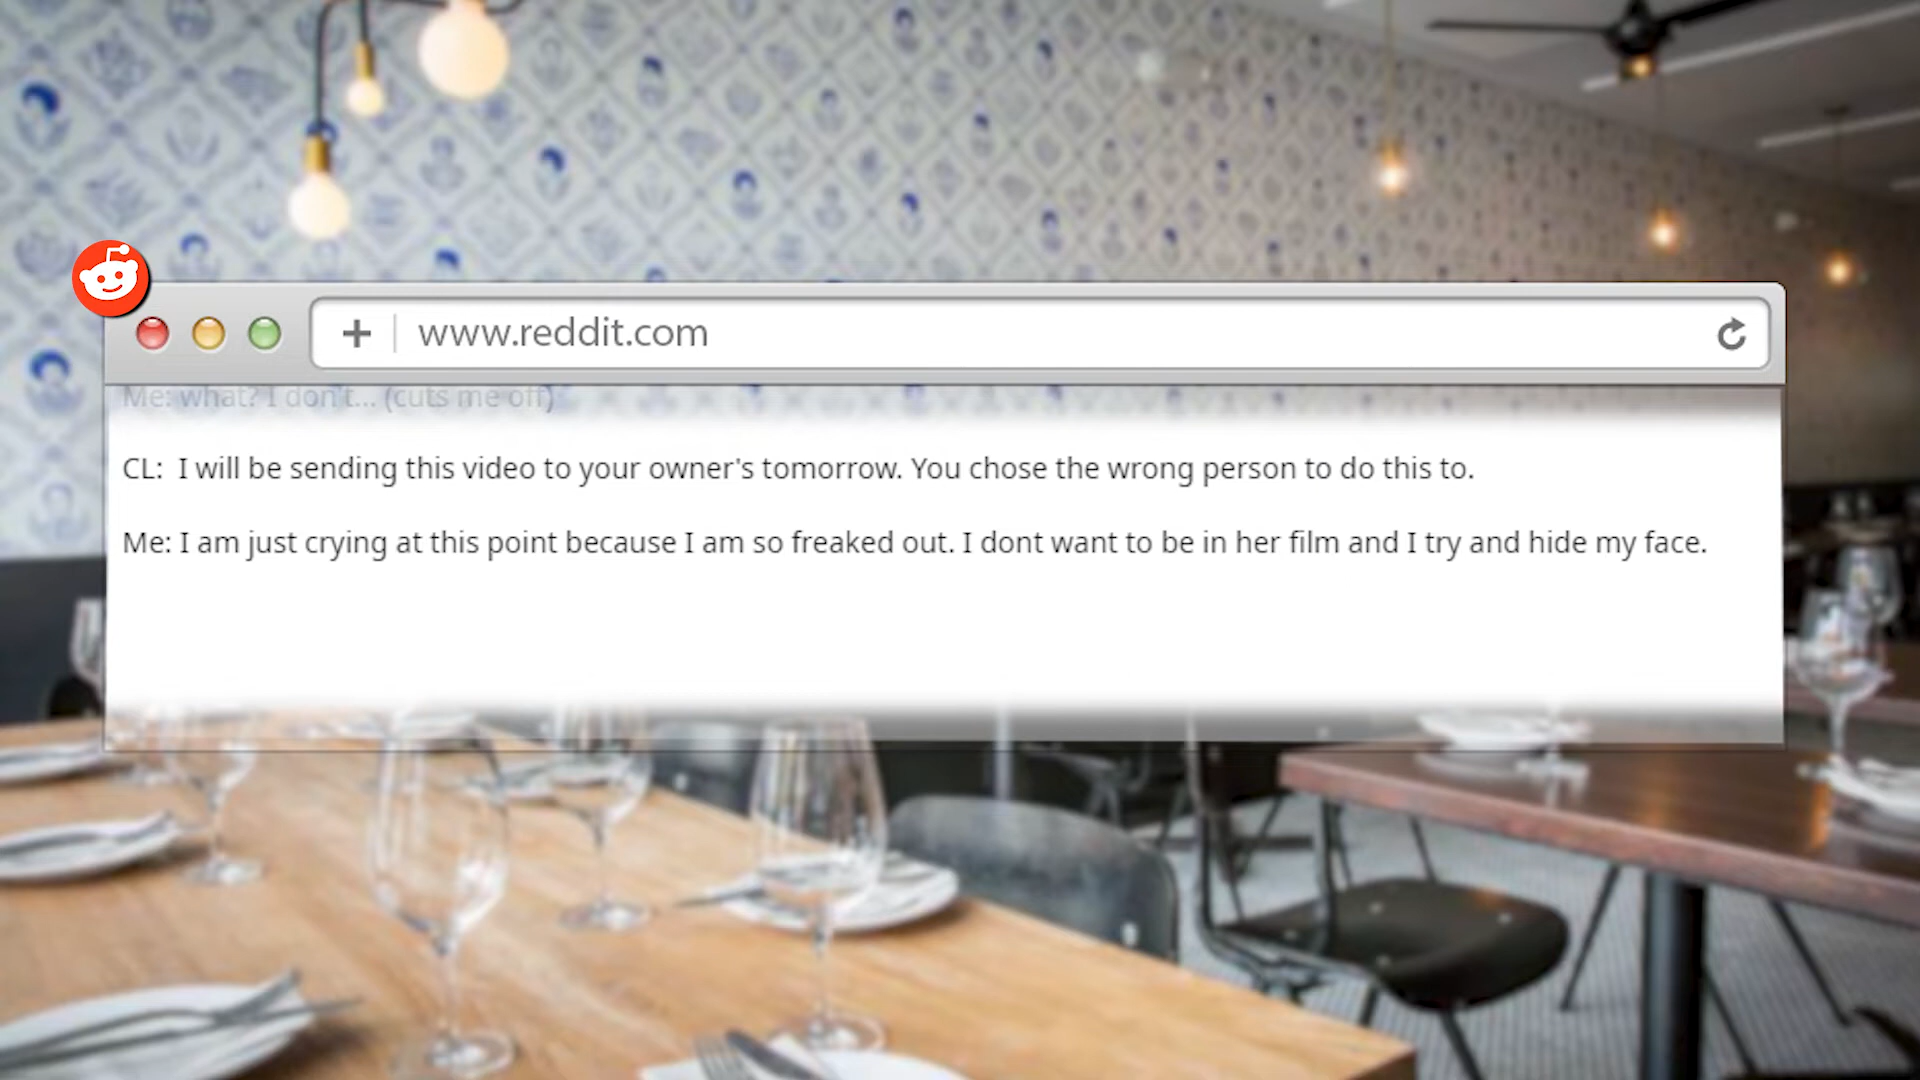 www.reddit.com
Me: what? I don't... (cuts me off)
CL:  I will be sending this video to your owner's tomorrow. You chose the wrong person to do this to.
Me: I am just crying at this point because I am so freaked out. I dont want to be in her film and I try and hide my face.